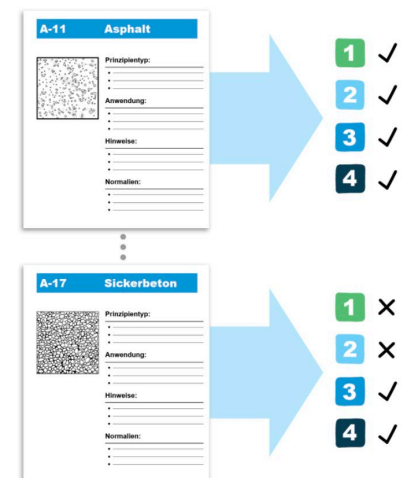 A-11 Asphalt
Prinzipientyp:
Anwendung:
Hinweise:
Normalien:
1 ✓
2 ✓
3 ✓
4 ✓
A-17 Sickerbeton
Prinzipientyp:
Anwendung:
Hinweise:
Normalien:
1 ✕
2 ✕
3 ✓
4 ✓